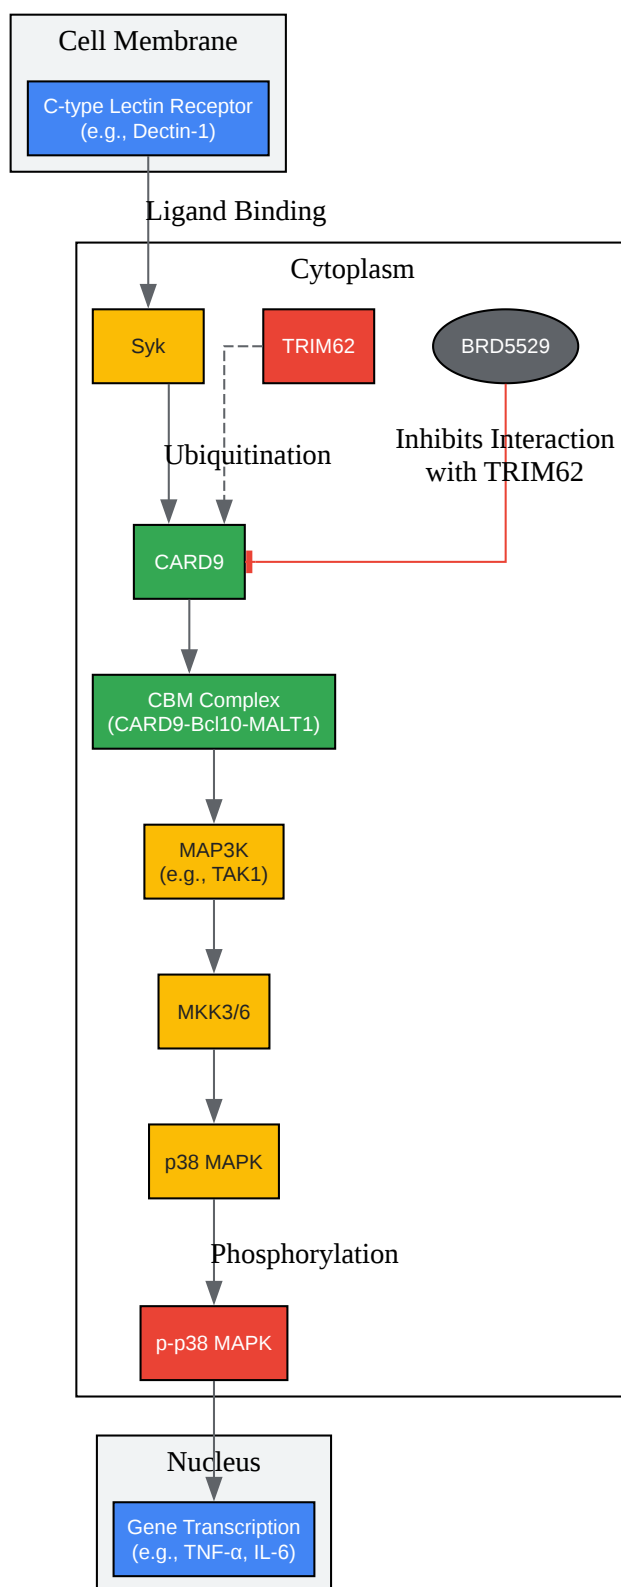 Cell Membrane
C-type Lectin Receptor
(e.g., Dectin-1)
Ligand Binding
Cytoplasm
Syk
TRIM62
BRD5529
Ubiquitination
Inhibits Interaction
with TRIM62
CARD9
CBM Complex
(CARD9-Bcl10-MALT1)
MAP3K
(e.g., TAK1)
MKK3/6
p38 MAPK
Phosphorylation
p-p38 MAPK
Nucleus
Gene Transcription
(e.g., TNF-α, IL-6)